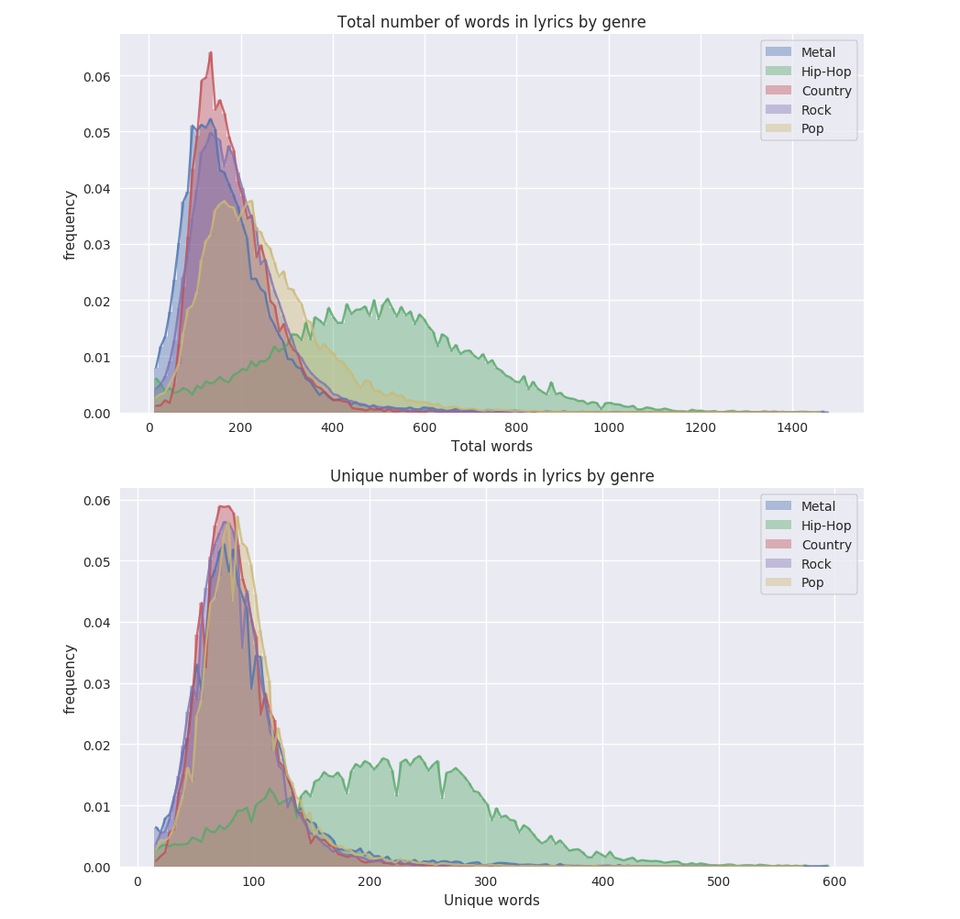 Total number of words in lyrics by genre
Metal
Hip-Hop
Country
Rock
Pop
frequency
0.06
0.05
0.04
0.03
0.02
0.01
0.00
0 200 400 600 800 1000 1200 1400
Total words
Unique number of words in lyrics by genre
Metal
Hip-Hop
Country
Rock
Pop
frequency
0.06
0.05
0.04
0.03
0.02
0.01
0.00
0 100 200 300 400 500 600
Unique words